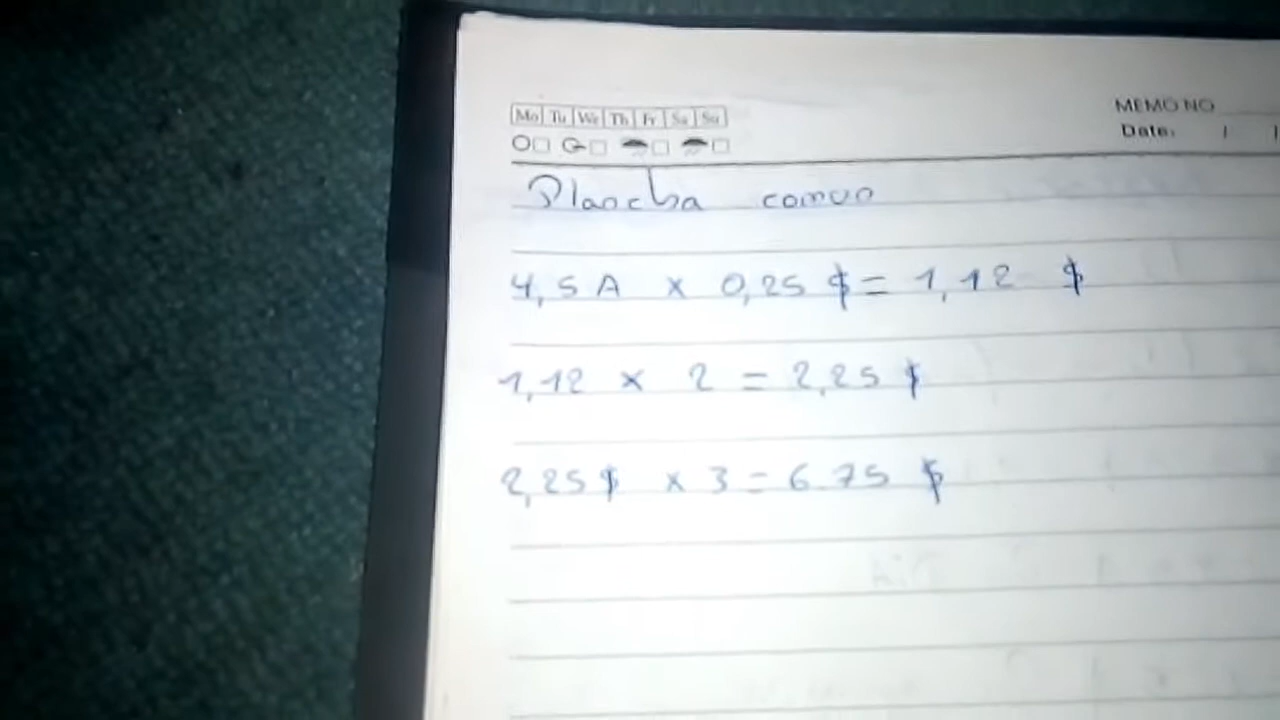 Mo Tu We Th Fr Sa Su
MEMO NO
Date: / /
Plancha comun
4,5 A x 0,25 $ = 1,12 $
1,12 x 2 = 2,25 $
2,25 $ x 3 = 6.75 $